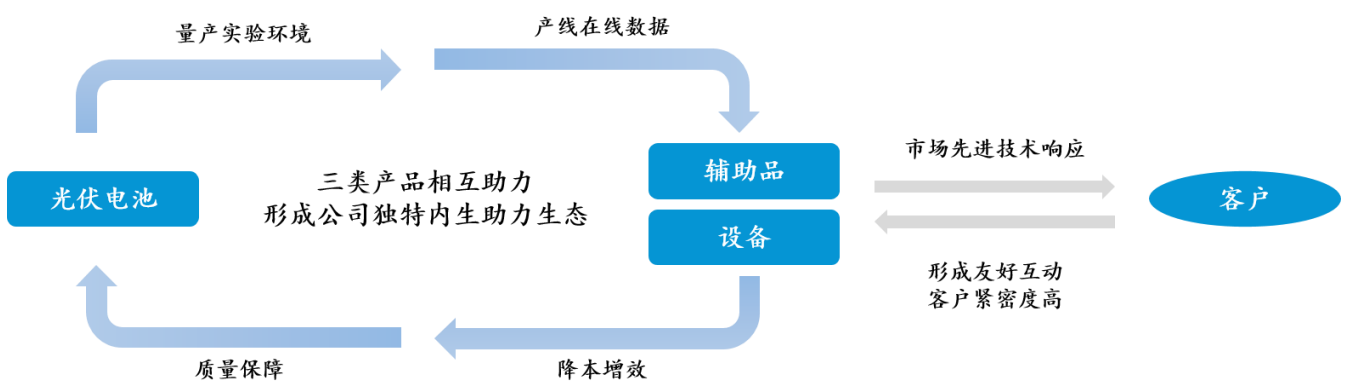 量产实验环境
产线在线数据
光伏电池
三类产品相互助力
形成公司独特内生助力生态
辅助品
设备
市场先进技术响应
客户
形成友好互动
客户紧密度高
质量保障
降本增效